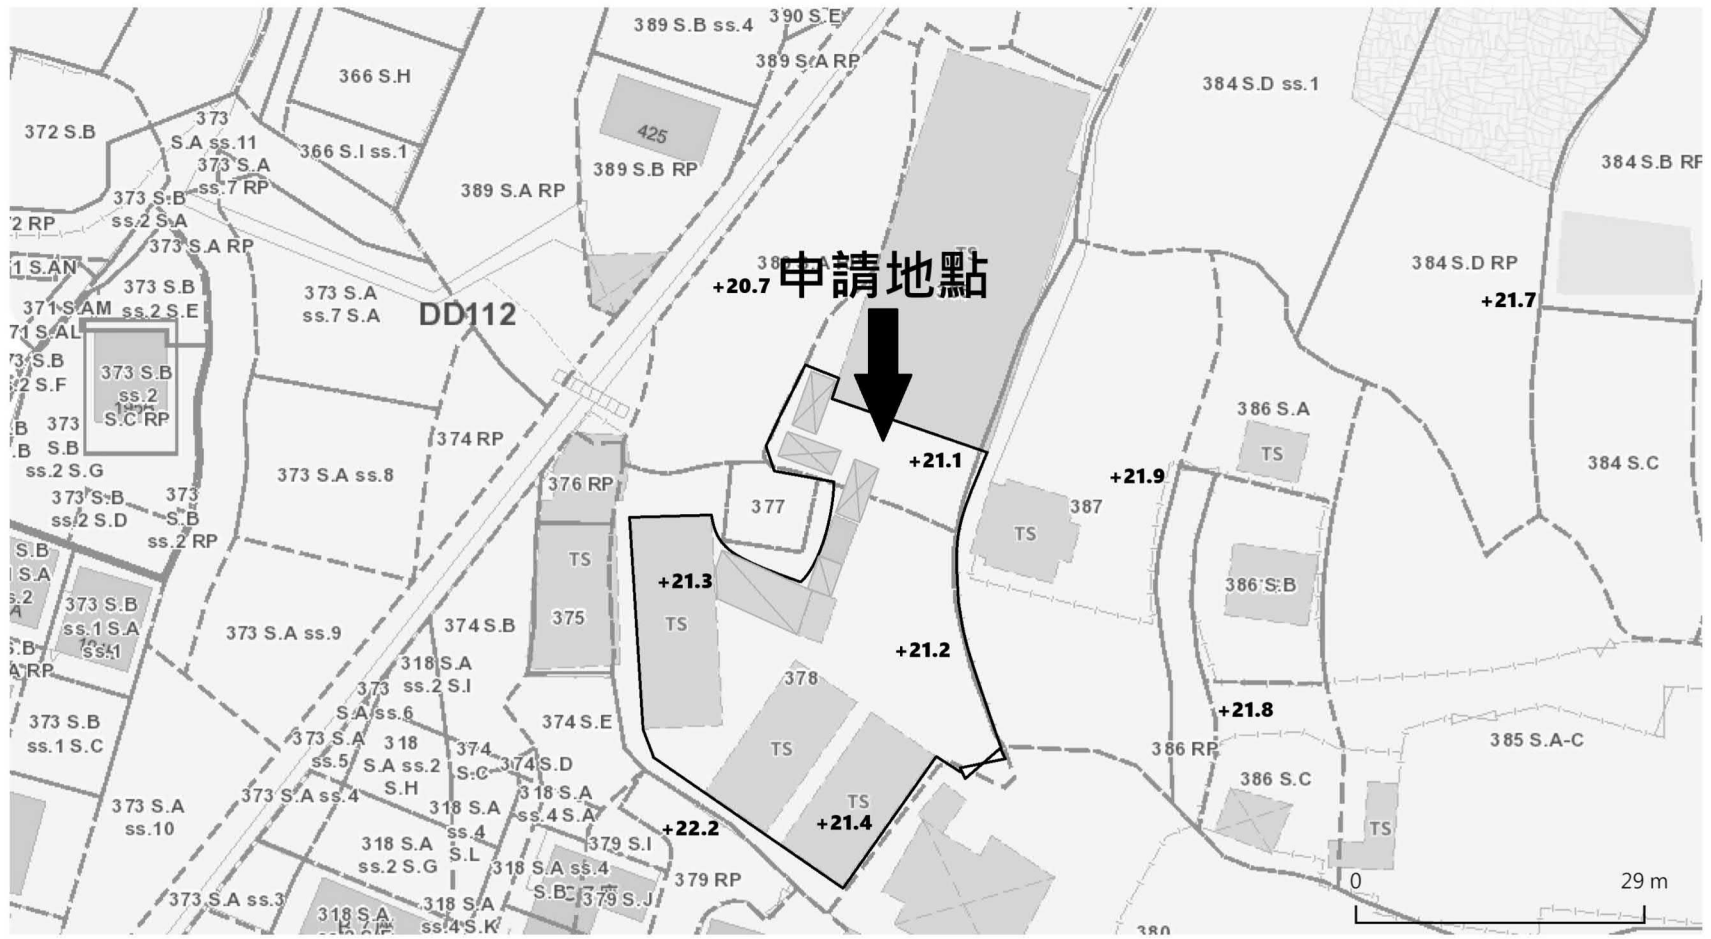 389 S.B ss.4
390 S.E
389 S.A RP
366 S.H
384 S.D ss.1
373
S.A ss.11
372 S.B
425
366 S.I ss.1
373 S.A
ss.7 RP
389 S.B RP
384 S.B RP
389 S.A RP
373 S.B
ss.2 S.A
2 RP
373 S.A RP
TS
384 S.D RP
1 S.AN
申請地點
+20.7
373 S.B
ss.2 S.E
373 S.A
ss.7 S.A
+21.7
371 S.AM
DD112
71 S.AL
73 S.B
.2 S.F
373 S.B
ss.2
S.C RP
386 S.A
373
S.B
ss.2 S.G
374 RP
TS
+21.1
384 S.C
373 S.A ss.8
+21.9
376 RP
373 S.B
ss.2 S.D
373
S.B
ss.2 RP
377
387
TS
S.B
S.A
TS
+21.3
386 S.B
373 S.B
ss.1 S.A
ss.1
375
TS
374 S.B
373 S.A ss.9
+21.2
318 S.A
ss.2 S.I
A RP
378
373
S.A ss.6
+21.8
373 S.B
ss.1 S.C
374 S.E
373 S.A
ss.5
318
S.A ss.2
S.H
374
S.C
TS
386 RP
385 S.A-C
374 S.D
386 S.C
373 S.A ss.4
318 S.A
ss.4 S.A
373 S.A
ss.10
318 S.A
ss.4
S.L
TS
+21.4
+22.2
TS
318 S.A
ss.2 S.G
379 S.I
318 S.A ss.4
S.B
379 RP
0
29 m
373 S.A ss.3
379 S.J
318 S.A
ss.4 S.K
318 S.A
380